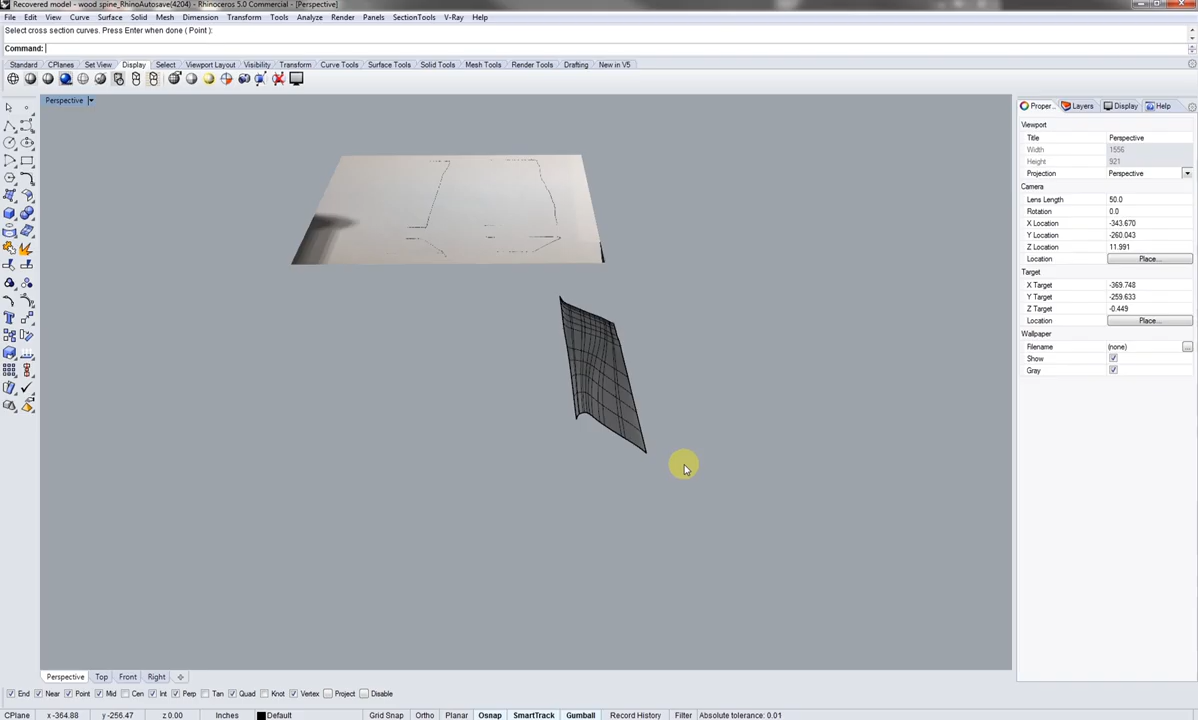 Recovered model - wood spine_RhinoAutosave(4204) - Rhinoceros 5.0 Commercial - [Perspective]
File Edit View Curve Surface Solid Mesh Dimension Transform Tools Analyze Render Panels SectionTools V-Ray Help
Select cross section curves. Press Enter when done ( Point ):
Command:
Standard CPlanes Set View Display Select Viewport Layout Visibility Transform Curve Tools Surface Tools Solid Tools Mesh Tools Render Tools Drafting New in V5
Perspective
Proper... Layers Display Help
Viewport
Title Perspective
Width 1556
Height 921
Projection Perspective
Camera
Lens Length 50.0
Rotation 0.0
X Location -343.670
Y Location -260.043
Z Location 11.991
Location Place...
Target
X Target -369.748
Y Target -259.633
Z Target -0.449
Location Place...
Wallpaper
Filename (none) ...
Show
Gray
Perspective Top Front Right
End Near Point Mid Cen Int Perp Tan Quad Knot Vertex Project Disable
CPlane x -364.88 y -256.47 z 0.00 Inches Default Grid Snap Ortho Planar Osnap SmartTrack Gumball Record History Filter Absolute tolerance: 0.01